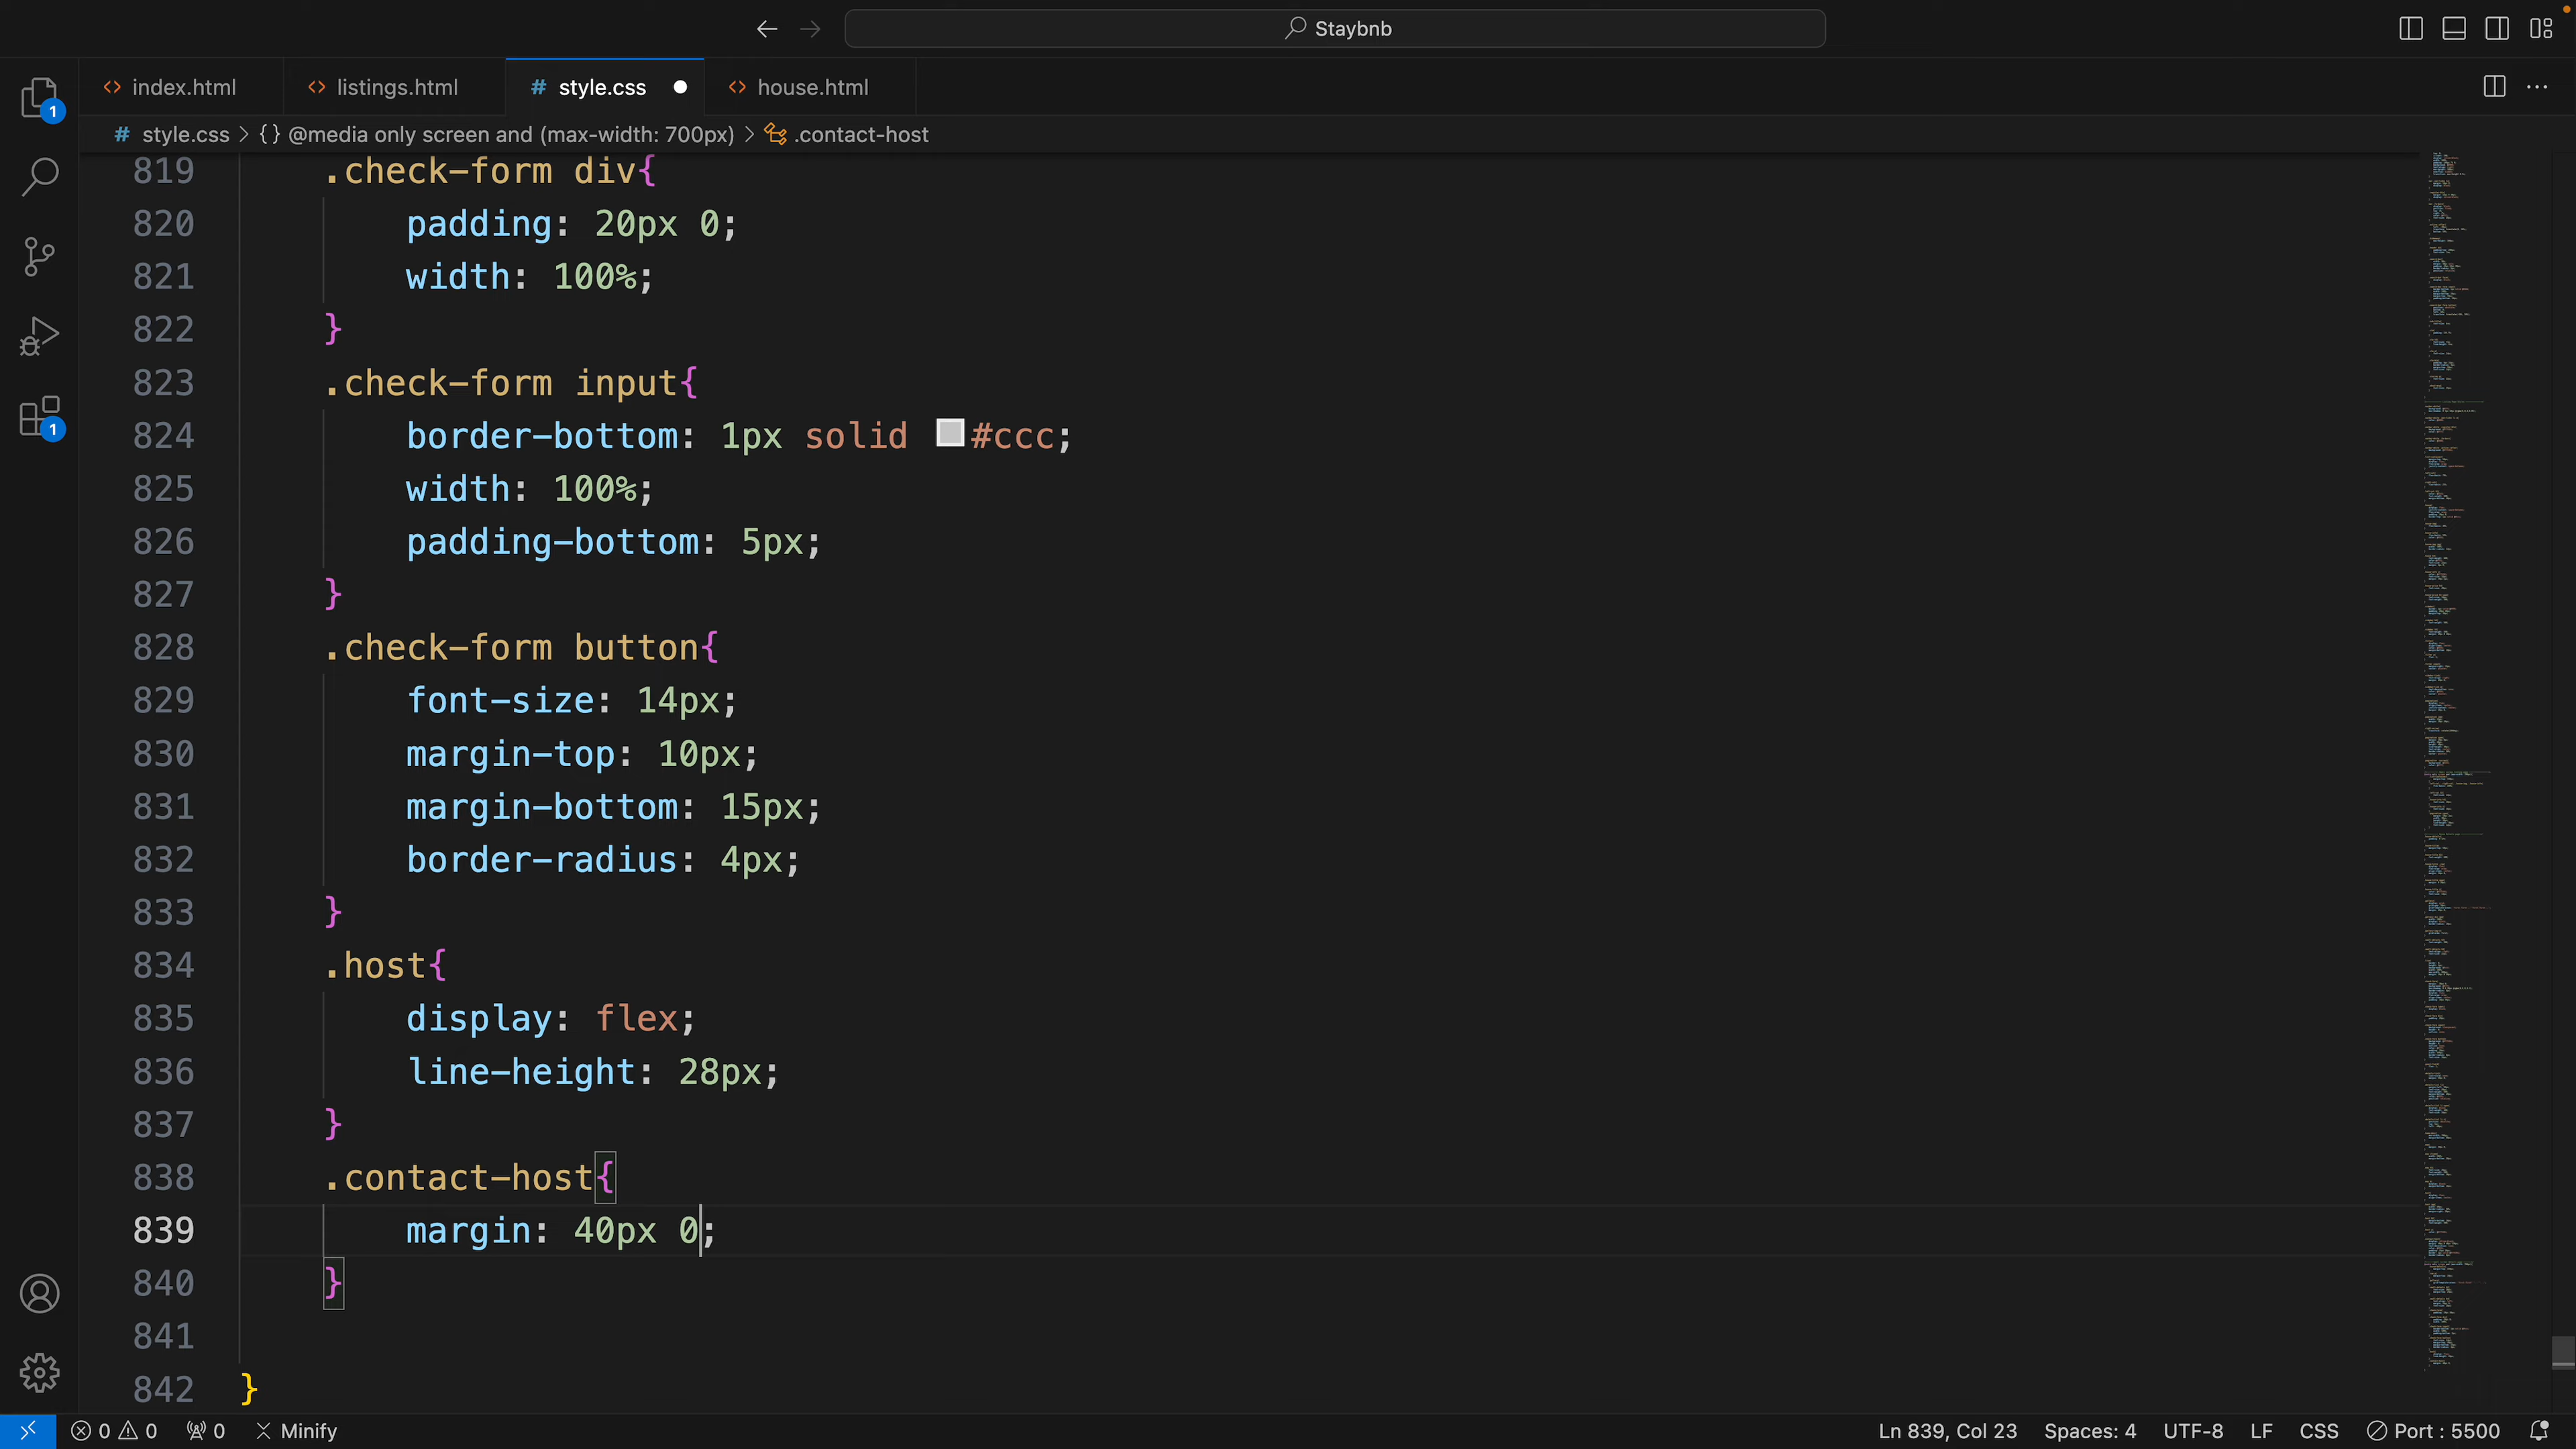 Staybnb
index.html
listings.html
# style.css
house.html
# style.css > {} @media only screen and (max-width: 700px) > .contact-host
819 .check-form div{
820 padding: 20px 0;
821 width: 100%;
822 }
823 .check-form input{
824 border-bottom: 1px solid #ccc;
825 width: 100%;
826 padding-bottom: 5px;
827 }
828 .check-form button{
829 font-size: 14px;
830 margin-top: 10px;
831 margin-bottom: 15px;
832 border-radius: 4px;
833 }
834 .host{
835 display: flex;
836 line-height: 28px;
837 }
838 .contact-host{
839 margin: 40px 0;
840 }
841
842 }
1
1
0 0 0 Minify Ln 839, Col 23 Spaces: 4 UTF-8 LF CSS Port : 5500